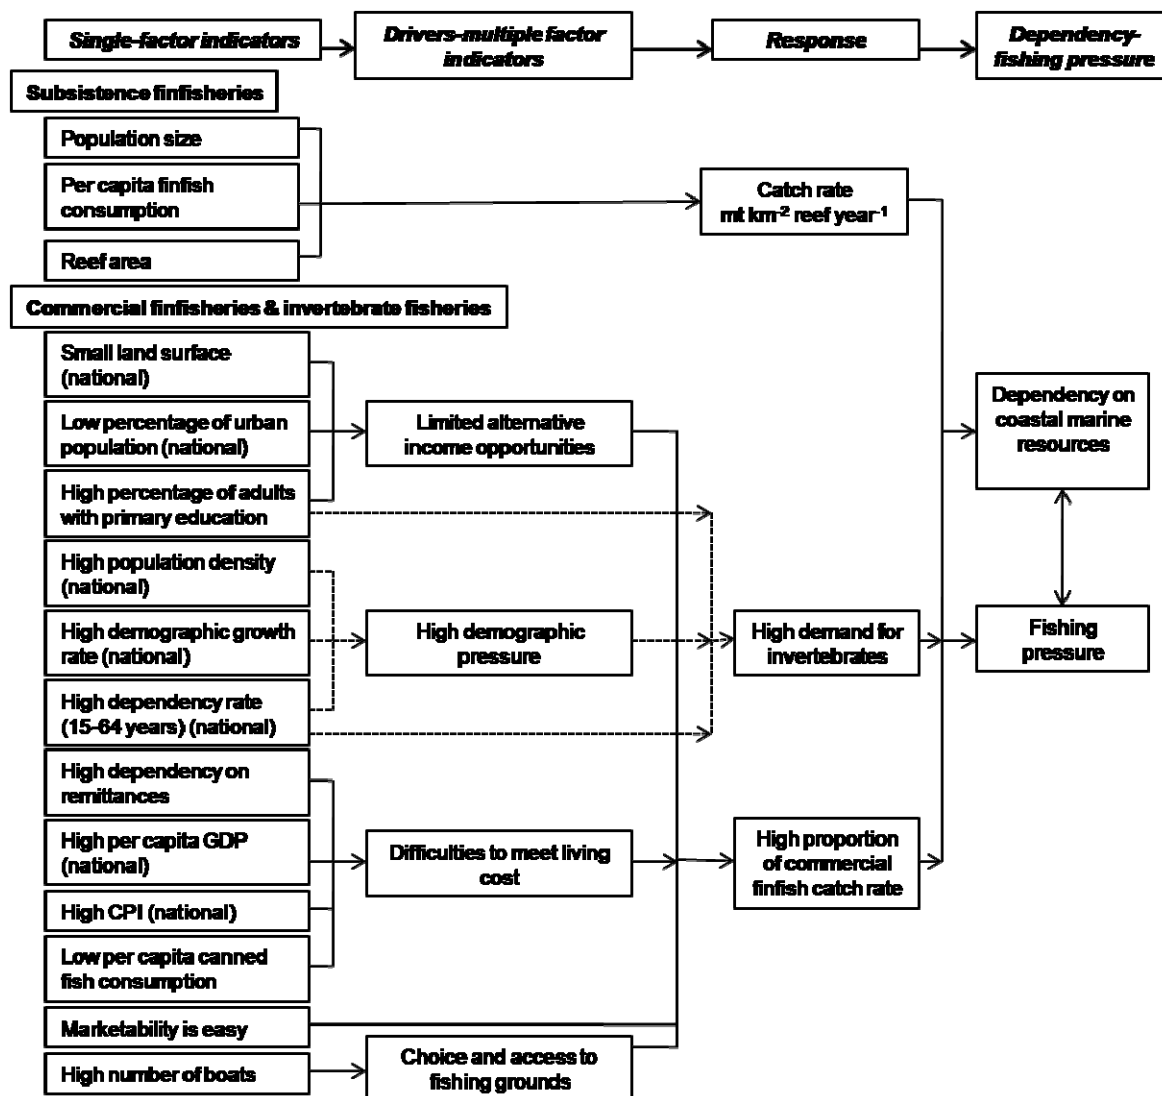 Single-factor indicators
Drivers-multiple factor
indicators
Response
Dependency-
fishing pressure
Subsistence finfisheries
Population size
Per capita finfish
consumption
Reef area
Catch rate
mt km-2 reef year-1
Commercial finfisheries & invertebrate fisheries
Small land surface
(national)
Low percentage of urban
population (national)
High percentage of adults
with primary education
Limited alternative
income opportunities
Dependency on
coastal marine
resources
High population density
(national)
High demographic growth
rate (national)
High dependency rate
(15-64 years) (national)
High demographic
pressure
High demand for
invertebrates
Fishing
pressure
High dependency on
remittances
High per capita GDP
(national)
High CPI (national)
Low per capita canned
fish consumption
Difficulties to meet living
cost
High proportion
of commercial
finfish catch rate
Marketability is easy
High number of boats
Choice and access to
fishing grounds